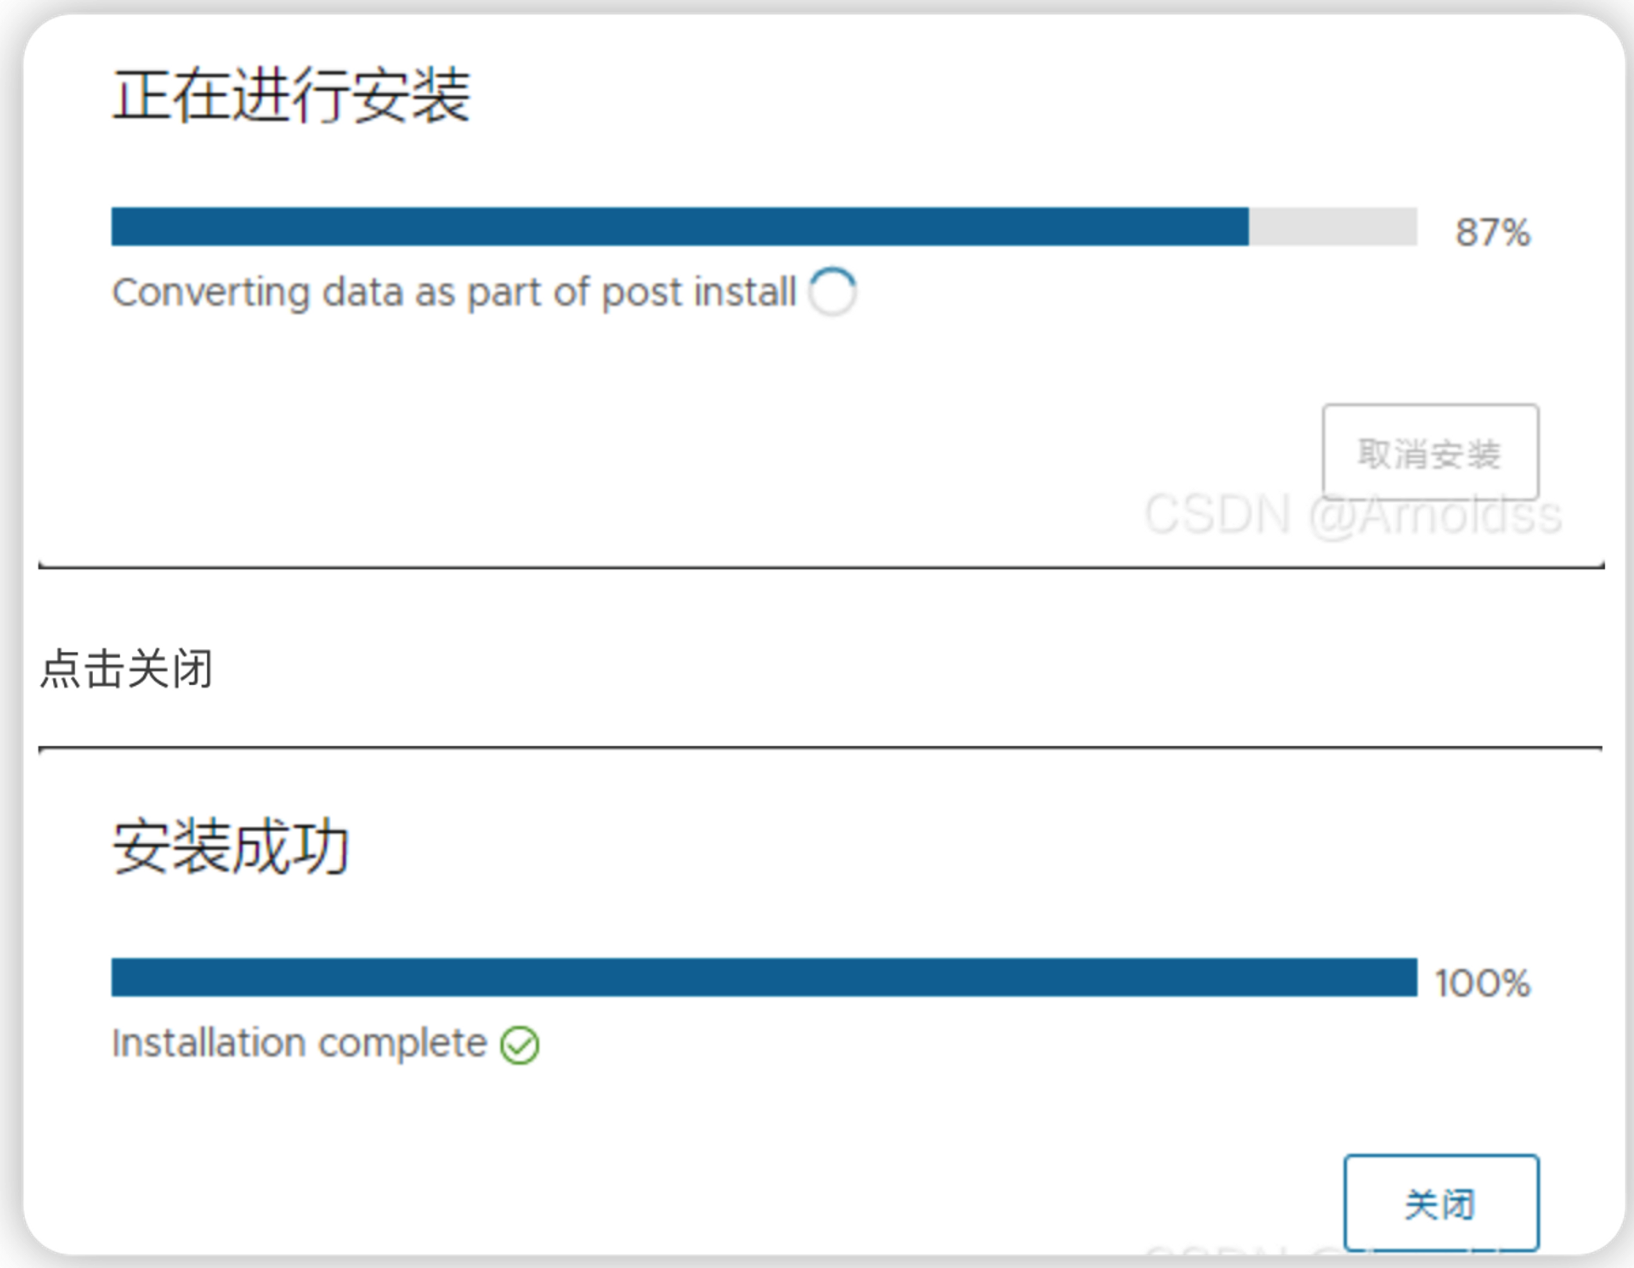 正在进行安装
87%
Converting data as part of post install
取消安装
CSDN @Arnoldss
点击关闭
安装成功
100%
Installation complete
关闭